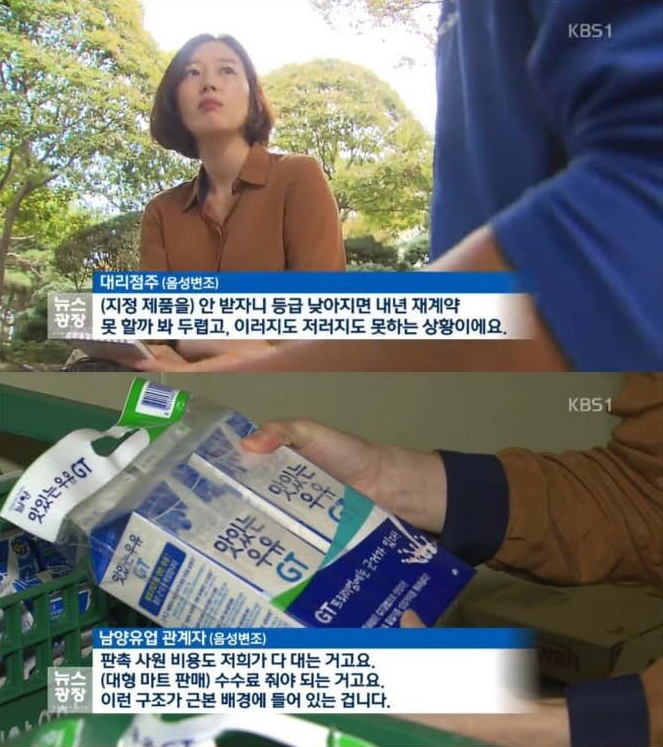 KBS1
대리점주 (음성변조)
뉴스
광장
(지정 제품을) 안 받자니 등급 낮아지면 내년 재계약
못 할까 봐 두렵고, 이러지도 저러지도 못하는 상황이에요.
KBS1
맛있는우유GT
맛있는
우유
GT
맛있는
우유
GT
맛있는우유
GT
남양유업 관계자 (음성변조)
뉴스
광장
판촉 사원 비용도 저희가 다 대는 거고요.
(대형 마트 판매) 수수료 줘야 되는 거고요.
이런 구조가 근본 배경에 들어 있는 겁니다.